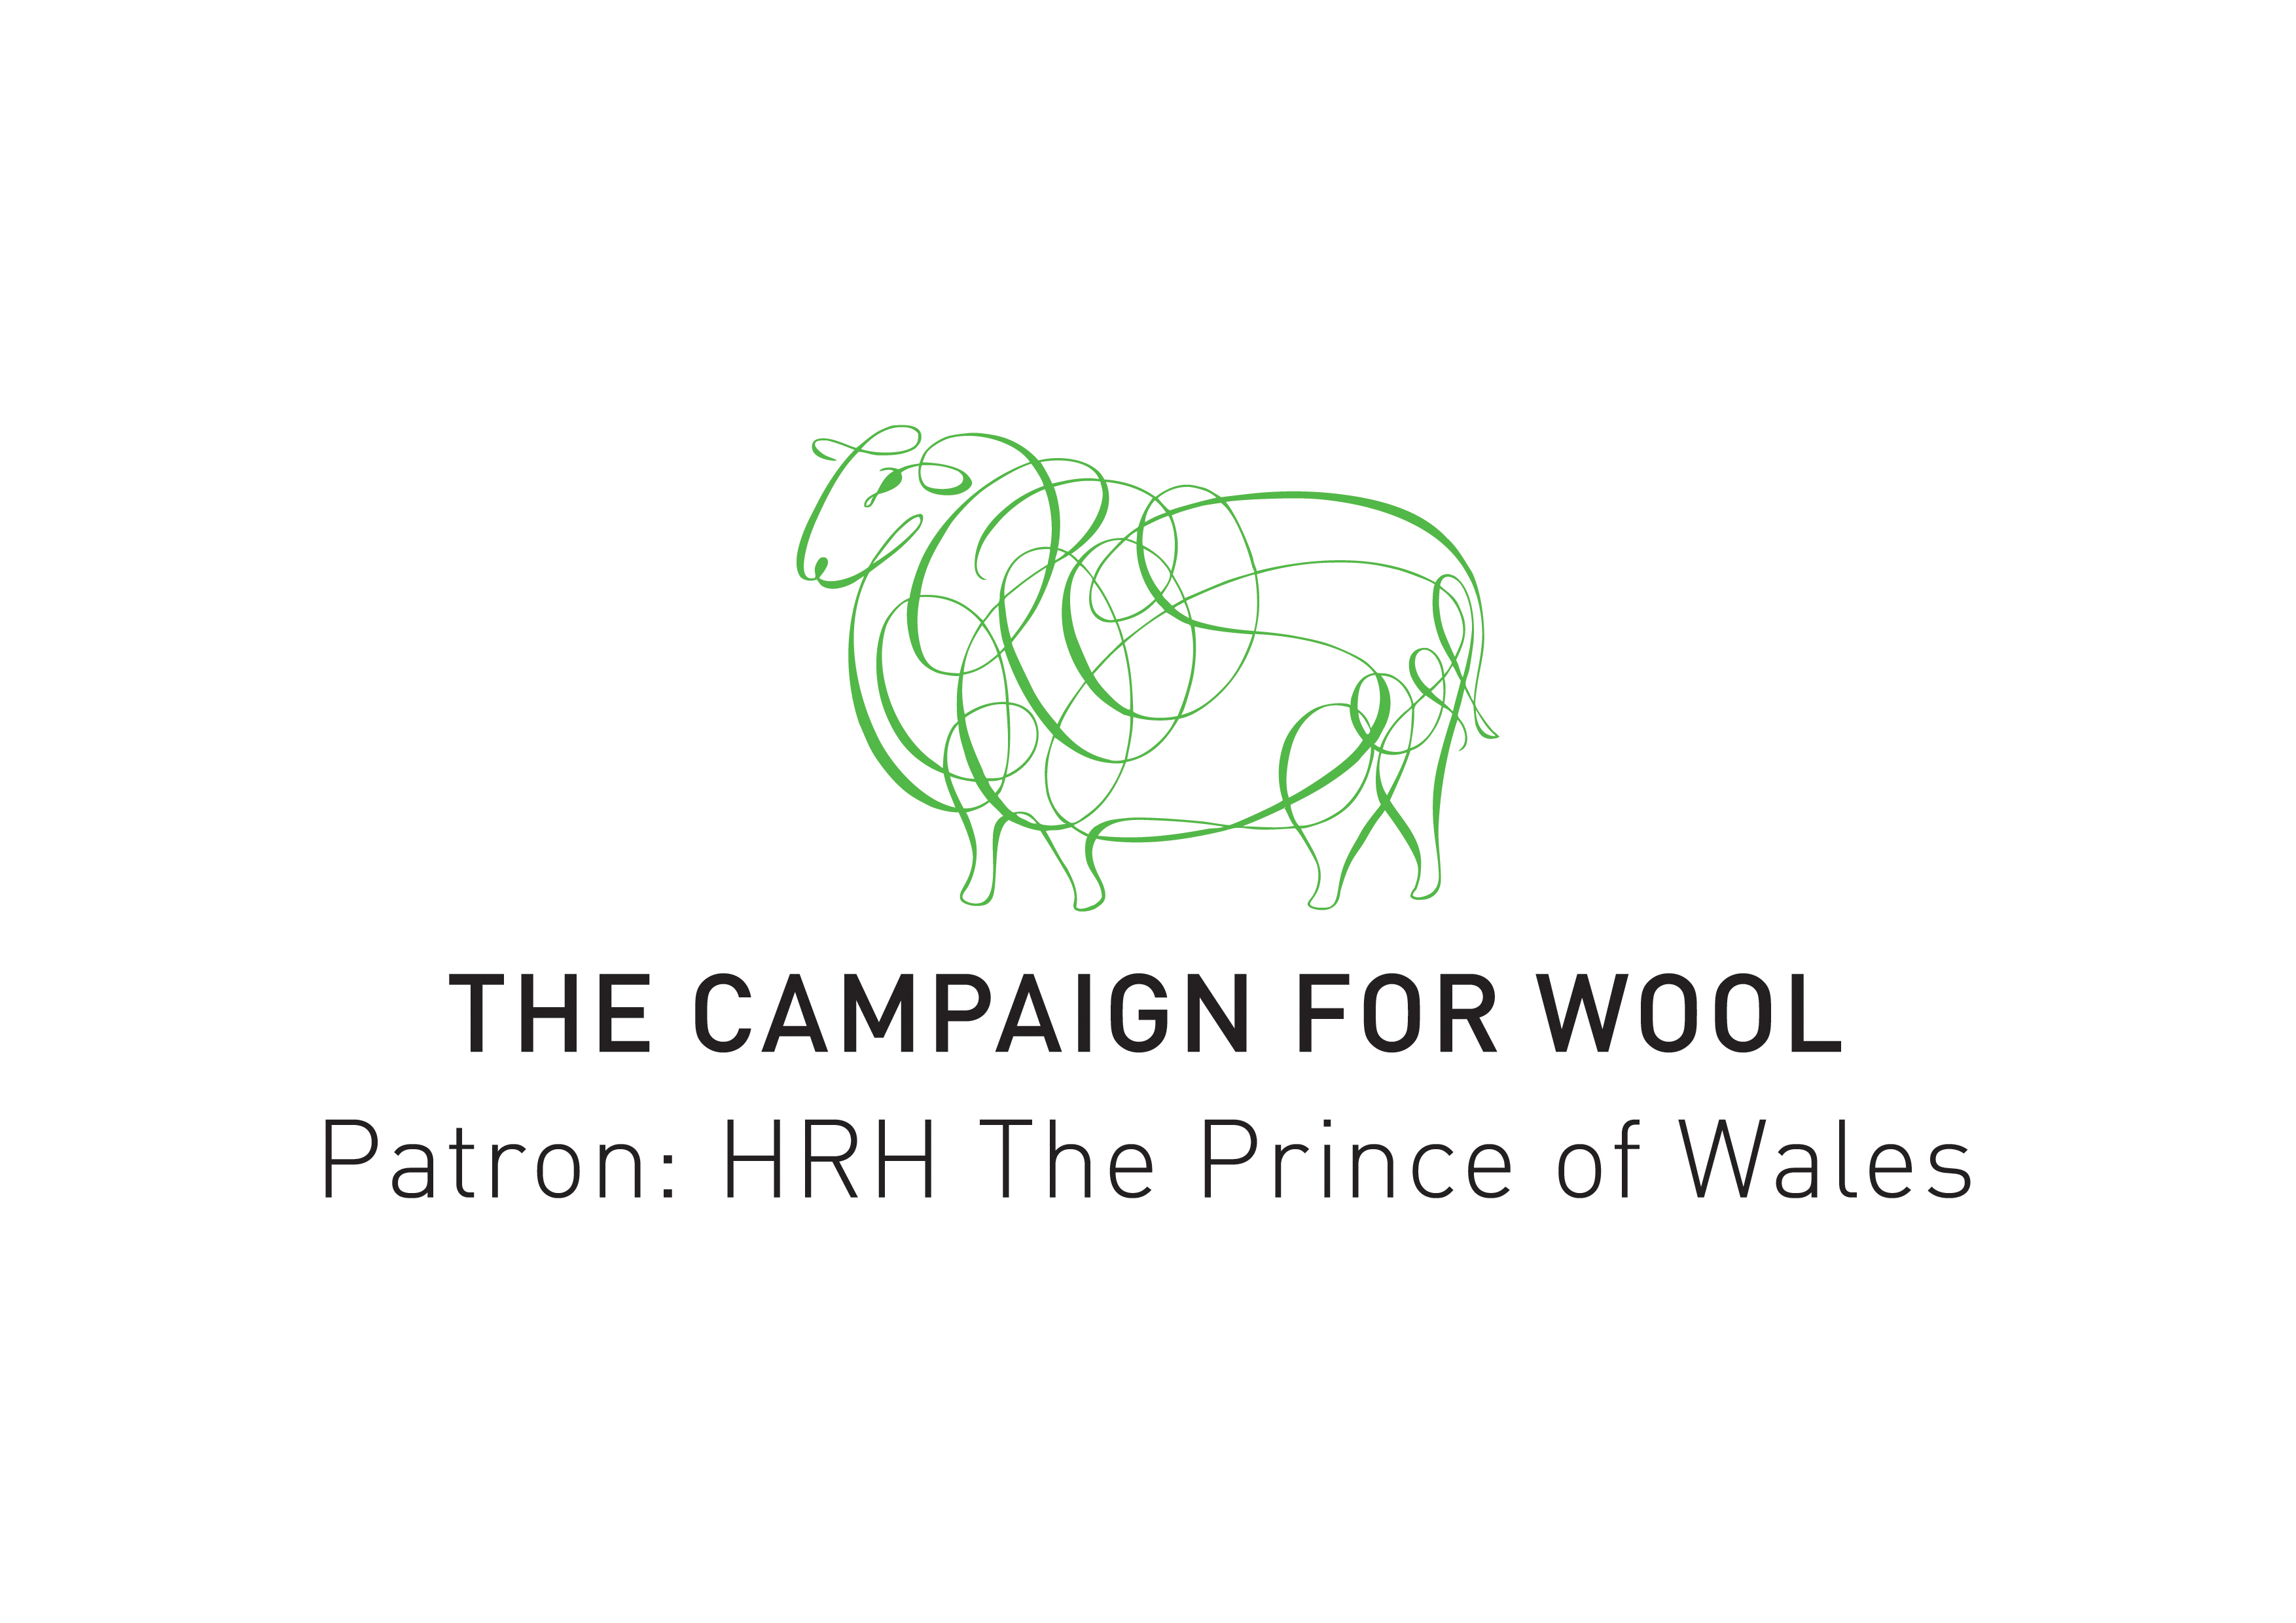 THE CAMPAIGN FOR WOOL
Patron: HRH The Prince of Wales